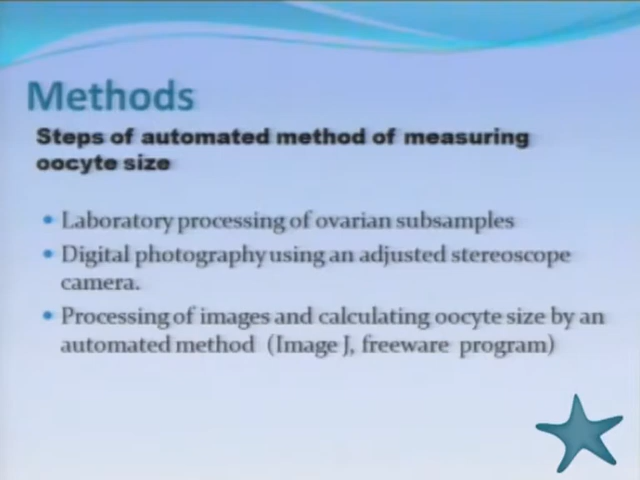 Methods
Steps of automated method of measuring
oocyte size
• Laboratory processing of ovarian subsamples
• Digital photography using an adjusted stereoscope
camera.
• Processing of images and calculating oocyte size by an
automated method (Image J, freeware program)